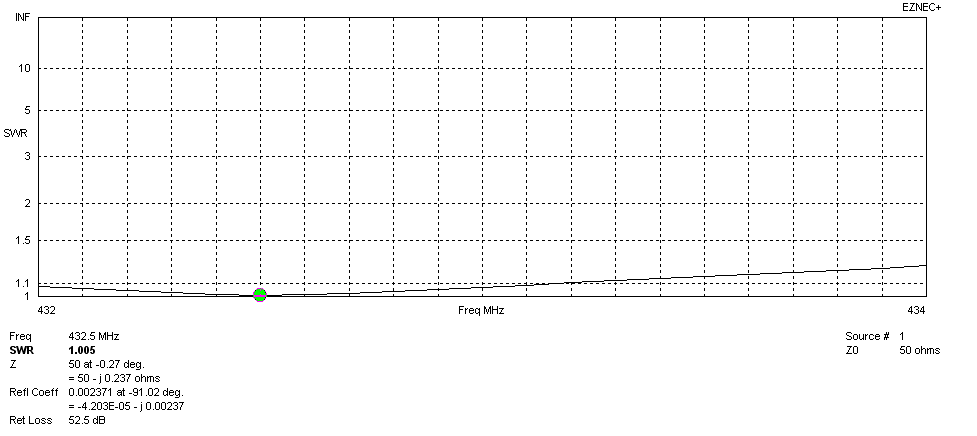 EZNEC+
INF
10
5
SWR
3
2
1.5
1.1
1
432 Freq MHz 434
Freq 432.5 MHz Source # 1
SWR 1.005 Z0 50 ohms
Z 50 at -0.27 deg.
= 50 - j 0.237 ohms
Refl Coeff 0.002371 at -91.02 deg.
= -4.203E-05 - j 0.00237
Ret Loss 52.5 dB